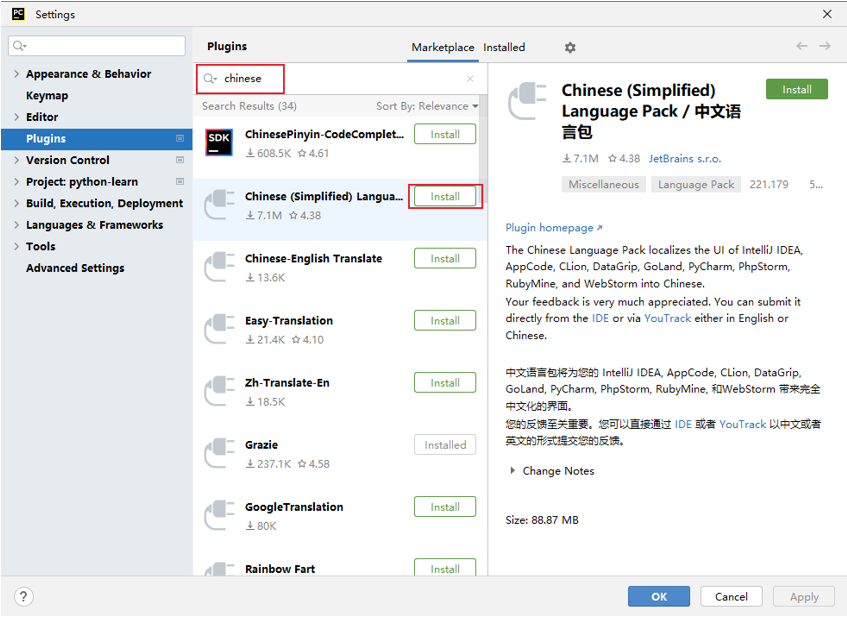 PC
Settings
Plugins
Marketplace
Installed
Appearance & Behavior
Keymap
Editor
Plugins
Version Control
Project: python-learn
Build, Execution, Deployment
Languages & Frameworks
Tools
Advanced Settings
chinese
Search Results (34)
Sort By: Relevance
SDK
ChinesePinyin-CodeComplet...
Install
608.5K
4.61
Chinese (Simplified) Langua...
Install
7.1M
4.38
Chinese-English Translate
Install
13.6K
Easy-Translation
Install
21.4K
4.10
Zh-Translate-En
Install
18.5K
Grazie
Installed
237.1K
4.58
GoogleTranslation
Install
80K
Rainbow Fart
Install
Chinese (Simplified)
Language Pack / 中文语
言包
Install
7.1M
4.38
JetBrains s.r.o.
Miscellaneous
Language Pack
221.179
5...
Plugin homepage
The Chinese Language Pack localizes the UI of IntelliJ IDEA,
AppCode, CLion, DataGrip, GoLand, PyCharm, PhpStorm,
RubyMine, and WebStorm into Chinese.
Your feedback is very much appreciated. You can submit it
directly from the IDE or via YouTrack either in English or
Chinese.
中文语言包将为您的 IntelliJ IDEA, AppCode, CLion, DataGrip,
GoLand, PyCharm, PhpStorm, RubyMine, 和WebStorm 带来完全
中文化的界面。
您的反馈至关重要。您可以直接通过 IDE 或者 YouTrack 以中文或者
英文的形式提交您的反馈。
Change Notes
Size: 88.87 MB
?
OK
Cancel
Apply